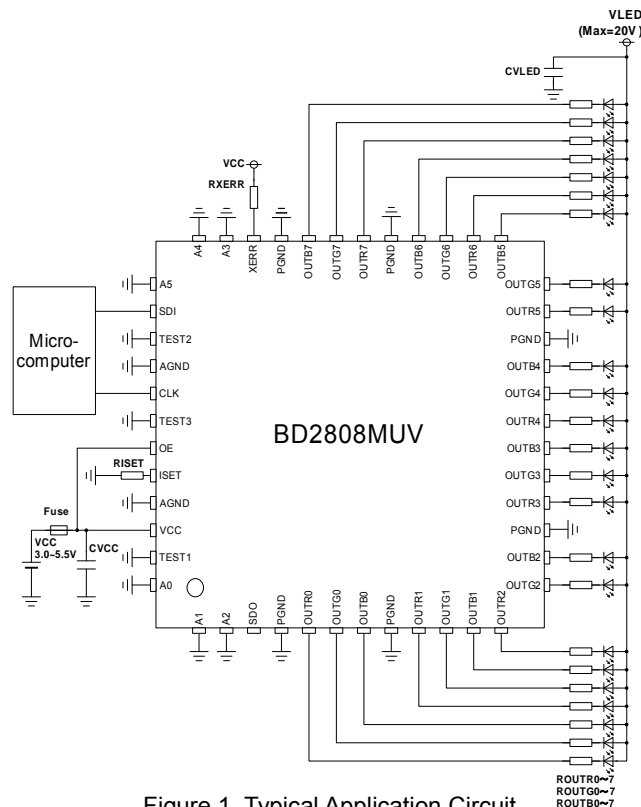 VLED
(Max=20V)
CVLED
VCC
RXERR
A4
A3
XERR
PGND
OUTB7
OUTG7
OUTR7
PGND
OUTB6
OUTG6
OUTR6
OUTB5
A5
SDI
TEST2
AGND
CLK
TEST3
OE
ISET
AGND
VCC
TEST1
A0
Micro-
computer
RISET
Fuse
VCC
3.0~5.5V
CVCC
BD2808MUV
OUTG5
OUTR5
PGND
OUTB4
OUTG4
OUTR4
OUTB3
OUTG3
OUTR3
PGND
OUTB2
OUTG2
A1
A2
SDO
PGND
OUTR0
OUTG0
OUTB0
PGND
OUTR1
OUTG1
OUTB1
OUTR2
ROUTR0~7
ROUTG0~7
ROUTB0~7
Figure 1. Typical Application Circuit